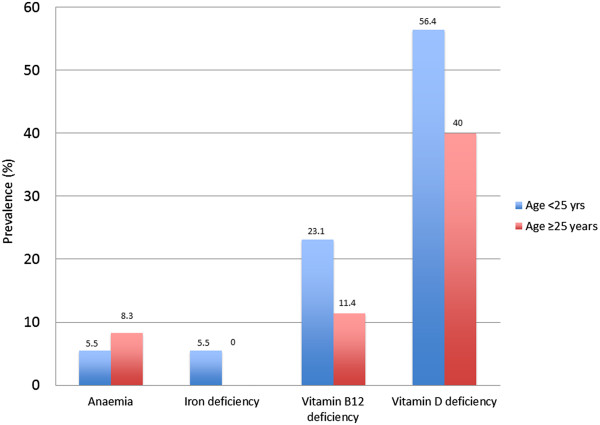 60
50
40
30
20
10
0
Prevalence (%)
5.5
8.3
5.5
0
23.1
11.4
56.4
40
Anaemia
Iron deficiency
Vitamin B12
deficiency
Vitamin D deficiency
Age <25 yrs
Age ≥25 years